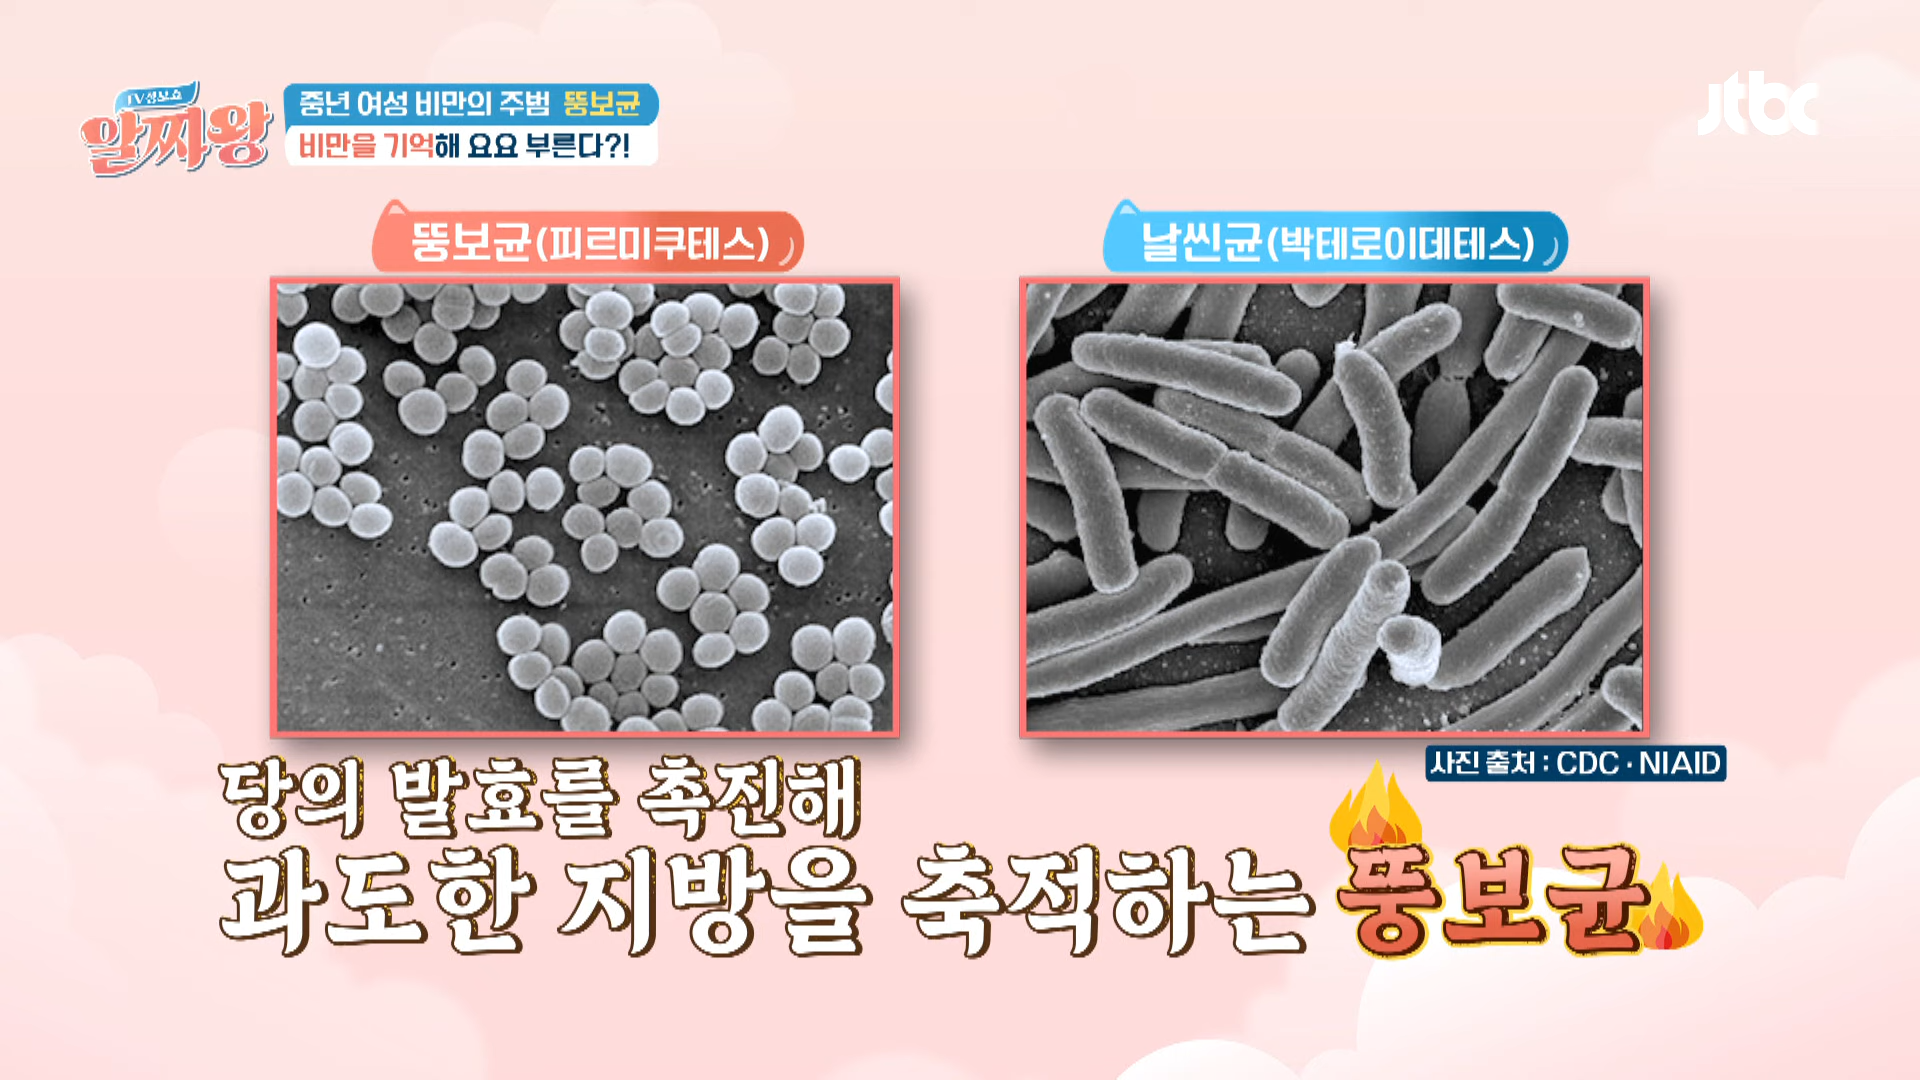 TV정보쇼
알짜왕
중년 여성 비만의 주범 뚱보균
비만을 기억해 요요 부른다?!
jtbc
뚱보균(피르미쿠테스)
날씬균(박테로이데테스)
사진 출처 : CDC · NIAID
당의 발효를 촉진해
과도한 지방을 축적하는 뚱보균